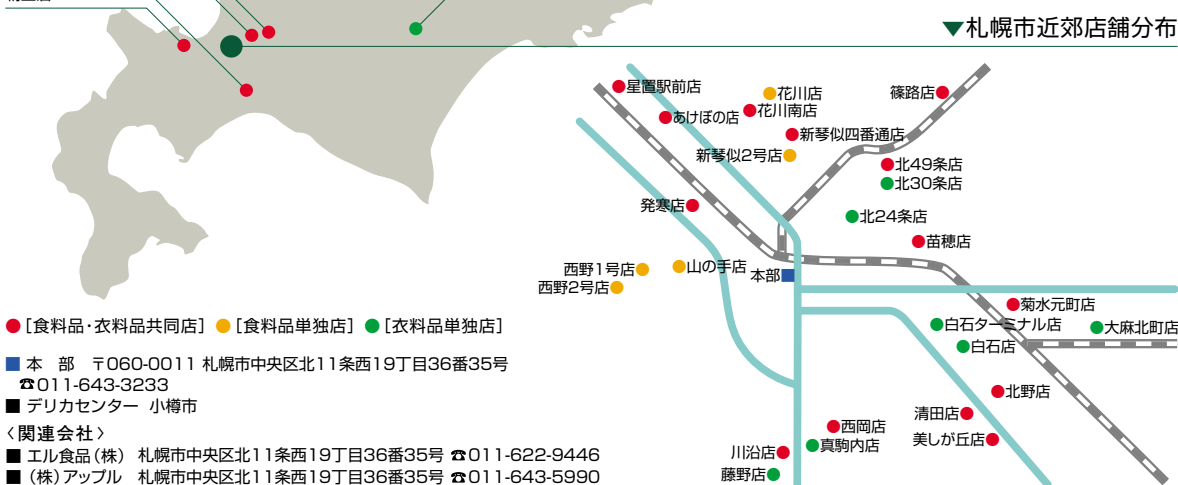 ▼札幌市近郊店舗分布
星置駅前店
花川店
篠路店
あけぼの店
花川南店
新琴似四番通店
新琴似2号店
北49条店
北30条店
発寒店
北24条店
苗穂店
西野1号店
山の手店
本部
西野2号店
菊水元町店
白石ターミナル店
大麻北町店
白石店
北野店
清田店
西岡店
美しが丘店
川沿店
真駒内店
藤野店
●[食料品・衣料品共同店] ●[食料品単独店] ●[衣料品単独店]
■本 部 〒060-0011 札幌市中央区北11条西19丁目36番35号
☎011-643-3233
■デリカセンター 小樽市
〈関連会社〉
■エル食品(株) 札幌市中央区北11条西19丁目36番35号 ☎011-622-9446
■(株)アップル 札幌市中央区北11条西19丁目36番35号 ☎011-643-5990